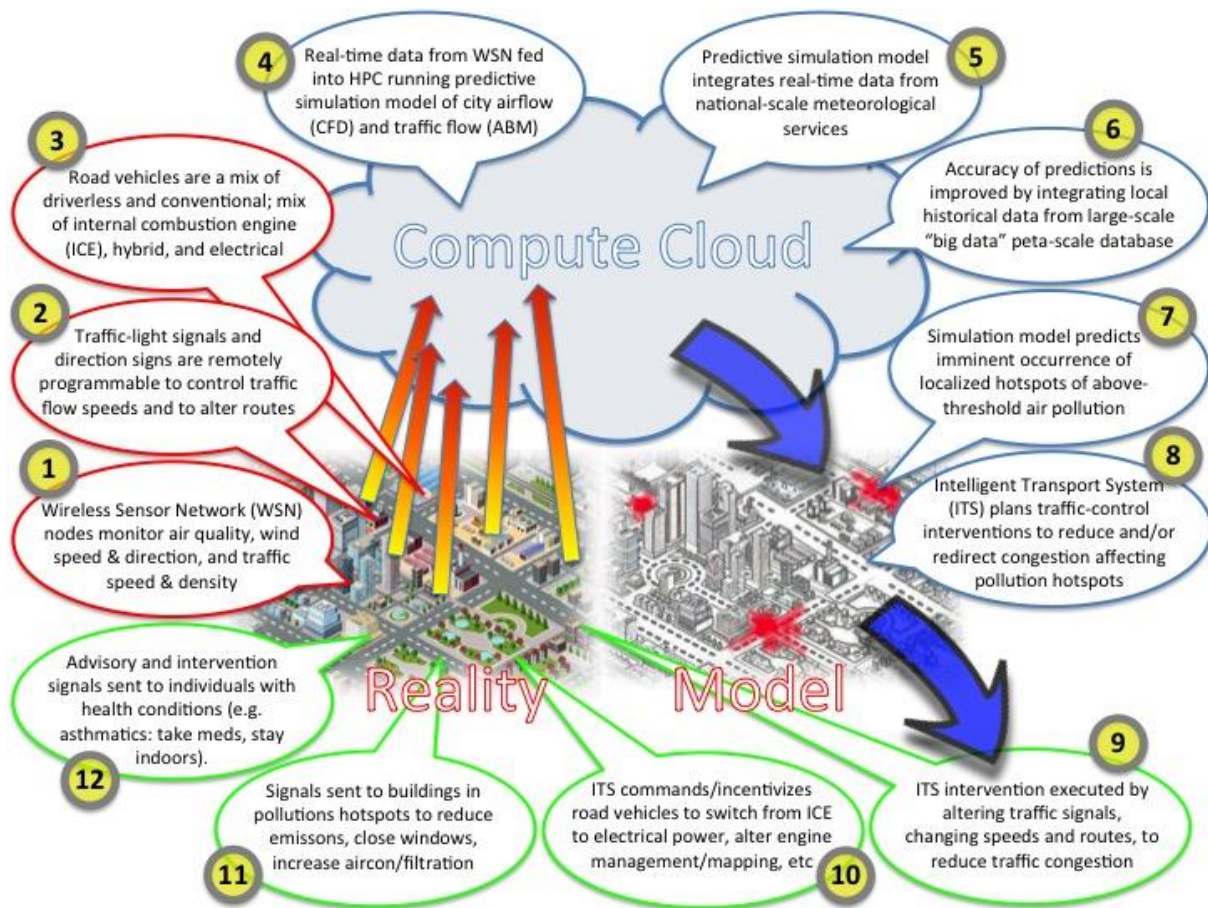 4
Real-time data from WSN fed
into HPC running predictive
simulation model of city airflow
(CFD) and traffic flow (ABM)
5
Predictive simulation model
integrates real-time data from
national-scale meteorological
services
3
Road vehicles are a mix of
driverless and conventional; mix
of internal combustion engine
(ICE), hybrid, and electrical
6
Accuracy of predictions is
improved by integrating local
historical data from large-scale
“big data” peta-scale database
Compute Cloud
2
Traffic-light signals and
direction signs are remotely
programmable to control traffic
flow speeds and to alter routes
7
Simulation model predicts
imminent occurrence of
localized hotspots of above-
threshold air pollution
1
Wireless Sensor Network (WSN)
nodes monitor air quality, wind
speed & direction, and traffic
speed & density
8
Intelligent Transport System
(ITS) plans traffic-control
interventions to reduce and/or
redirect congestion affecting
pollution hotspots
Reality
Model
Advisory and intervention
signals sent to individuals with
health conditions (e.g.
asthmatics: take meds, stay
indoors).
12
Signals sent to buildings in
pollutions hotspots to reduce
emissons, close windows,
increase aircon/filtration
11
ITS commands/incentivizes
road vehicles to switch from ICE
to electrical power, alter engine
management/mapping, etc
10
9
ITS intervention executed by
altering traffic signals,
changing speeds and routes, to
reduce traffic congestion